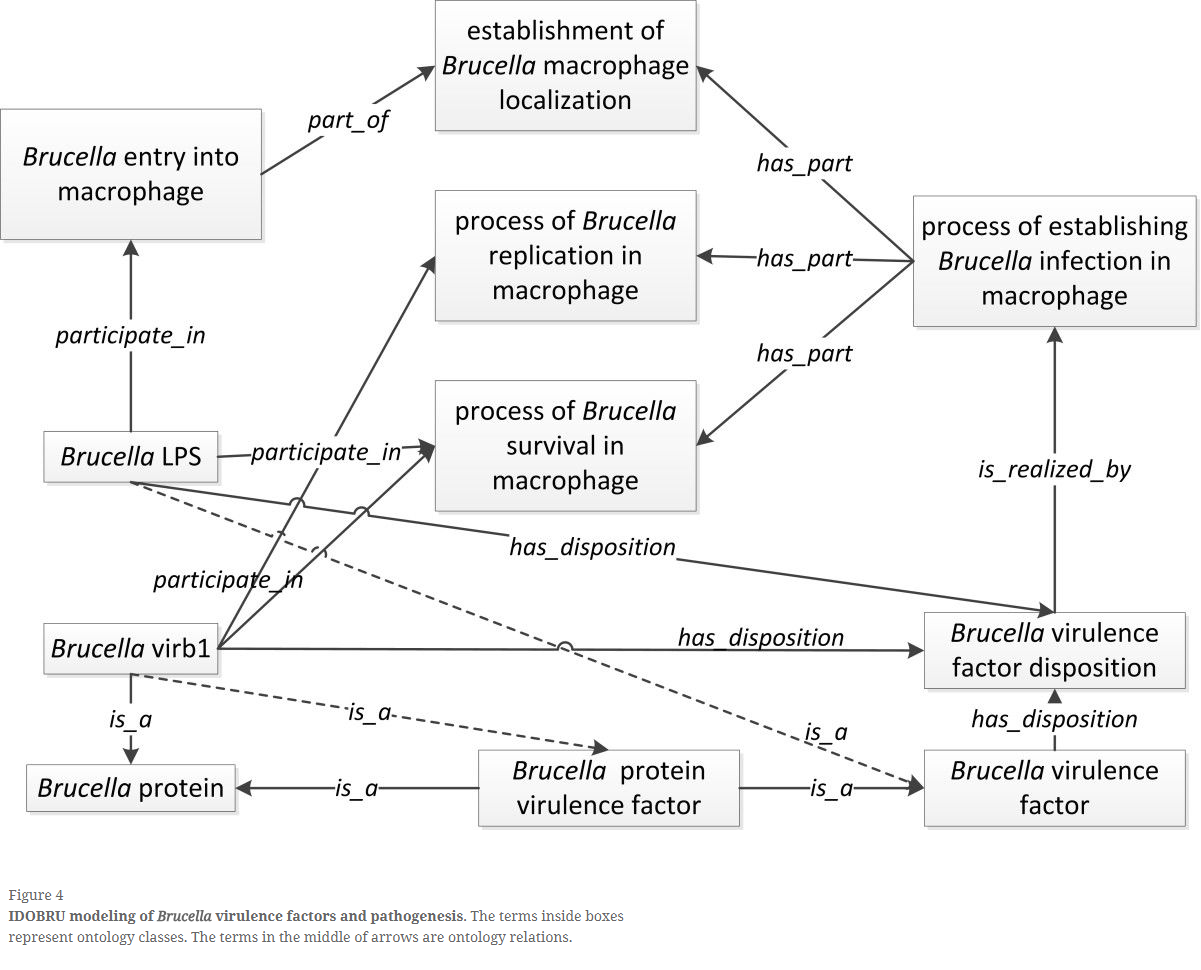 establishment of
Brucella macrophage
localization
part_of
Brucella entry into
macrophage
has_part
process of Brucella
replication in
macrophage
has_part
process of establishing
Brucella infection in
macrophage
participate_in
has_part
process of Brucella
survival in
macrophage
Brucella LPS
participate_in
is_realized_by
has_disposition
participate_in
Brucella virb1
has_disposition
Brucella virulence
factor disposition
is_a
is_a
has_disposition
is_a
Brucella protein
is_a
Brucella protein
virulence factor
is_a
Brucella virulence
factor
Figure 4
IDOBRU modeling of Brucella virulence factors and pathogenesis. The terms inside boxes
represent ontology classes. The terms in the middle of arrows are ontology relations.